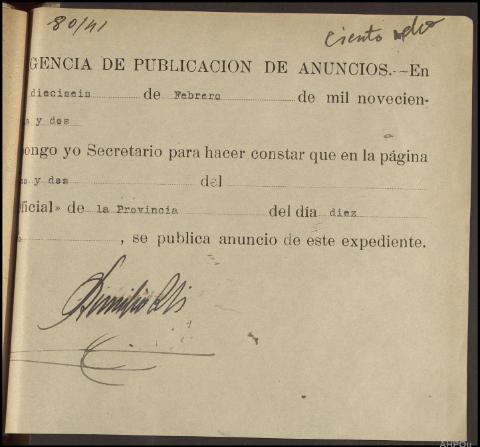 80/41
ciento
GENCIA DE PUBLICACION DE ANUNCIOS.--En
dieciseis de Febrero de mil novecien-
s y dos
ongo yo Secretario para hacer constar que en la página
s y dos del
ficial» de la Provincia del día diez
, se publica anuncio de este expediente.
AHPOu